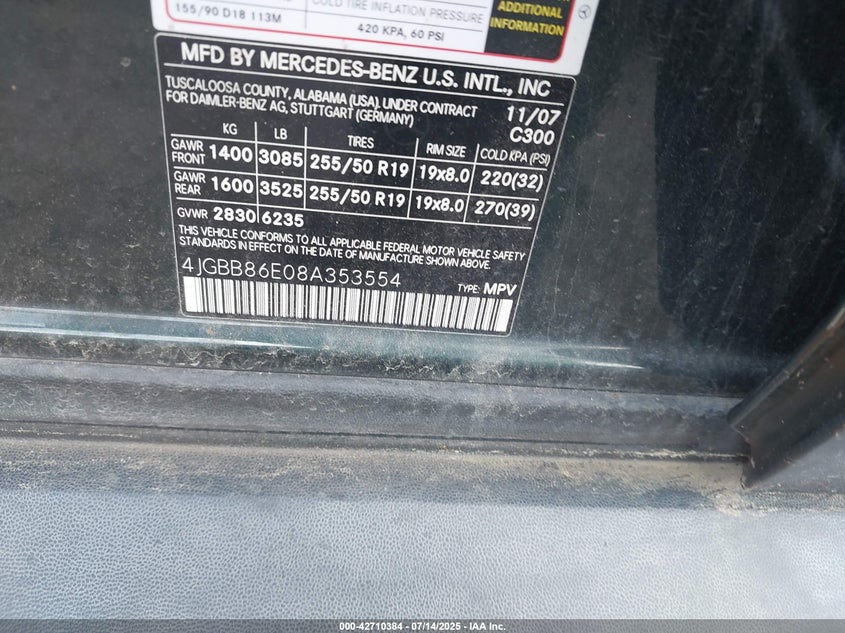 155/90 D18 113M
COLD TIRE INFLATION PRESSURE
420 KPA, 60 PSI
ADDITIONAL
INFORMATION
MFD BY MERCEDES-BENZ U.S. INTL., INC
TUSCALOOSA COUNTY, ALABAMA (USA), UNDER CONTRACT
FOR DAIMLER-BENZ AG, STUTTGART (GERMANY)
11/07
C300
KG LB TIRES RIM SIZE COLD KPA (PSI)
GAWR FRONT 1400 3085 255/50 R19 19x8.0 220(32)
GAWR REAR 1600 3525 255/50 R19 19x8.0 270(39)
GVWR 2830 6235
THIS VEHICLE CONFORMS TO ALL APPLICABLE FEDERAL MOTOR VEHICLE SAFETY
STANDARDS IN EFFECT ON THE DATE OF MANUFACTURE SHOWN ABOVE.
4JGBB86E08A353554
TYPE: MPV
000-42710384 - 07/14/2025 - IAA Inc.